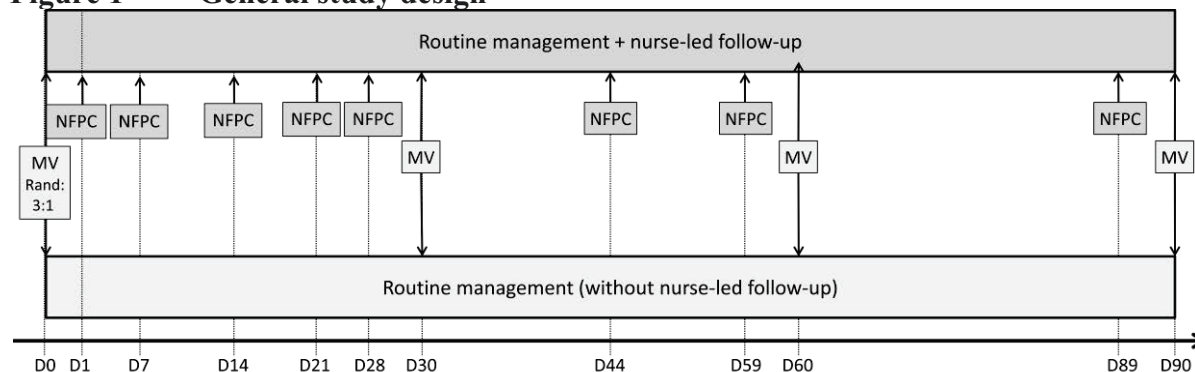 Figure 1 General study design
Routine management + nurse-led follow-up
NFPC NFPC NFPC NFPC NFPC NFPC NFPC NFPC
MV
Rand:
3:1
MV MV MV
Routine management (without nurse-led follow-up)
D0 D1 D7 D14 D21 D28 D30 D44 D59 D60 D89 D90